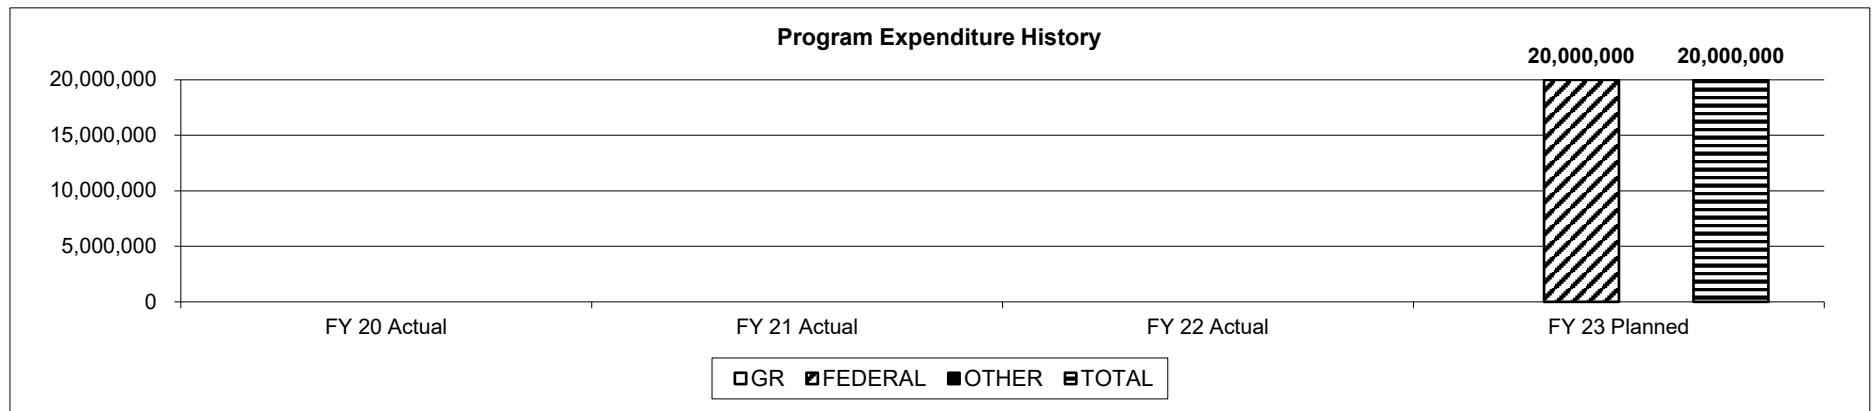 Program Expenditure History
20,000,000 20,000,000
20,000,000
15,000,000
10,000,000
5,000,000
0
FY 20 Actual FY 21 Actual FY 22 Actual FY 23 Planned
GR FEDERAL OTHER TOTAL